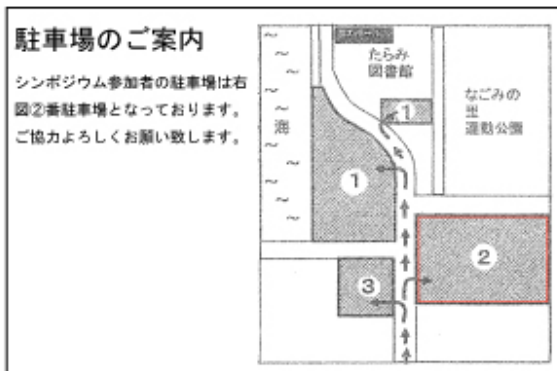 駐車場のご案内
シンポジウム参加者の駐車場は右
図②番駐車場となっております。
ご協力よろしくお願い致します。
たらみ
図書館
なごみの
里
運動公園
海
1
1
2
3